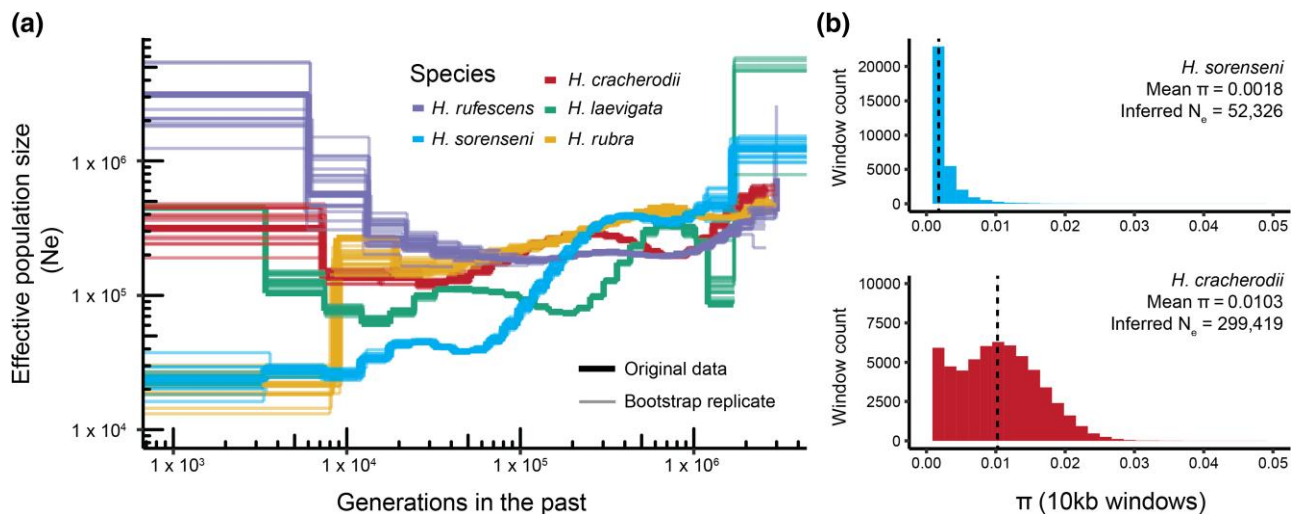 (a)
Effective population size
(Ne)
1 x 10⁶
1 x 10⁵
1 x 10⁴
1 x 10³
1 x 10⁴
1 x 10⁵
1 x 10⁶
Generations in the past
Species
H. rufescens
H. sorenseni
H. cracherodii
H. laevigata
H. rubra
Original data
Bootstrap replicate
(b)
Window count
20000
15000
10000
5000
0
H. sorenseni
Mean π = 0.0018
Inferred Nₑ = 52,326
0.00 0.01 0.02 0.03 0.04 0.05
Window count
10000
7500
5000
2500
0
H. cracherodii
Mean π = 0.0103
Inferred Nₑ = 299,419
0.00 0.01 0.02 0.03 0.04 0.05
π (10kb windows)